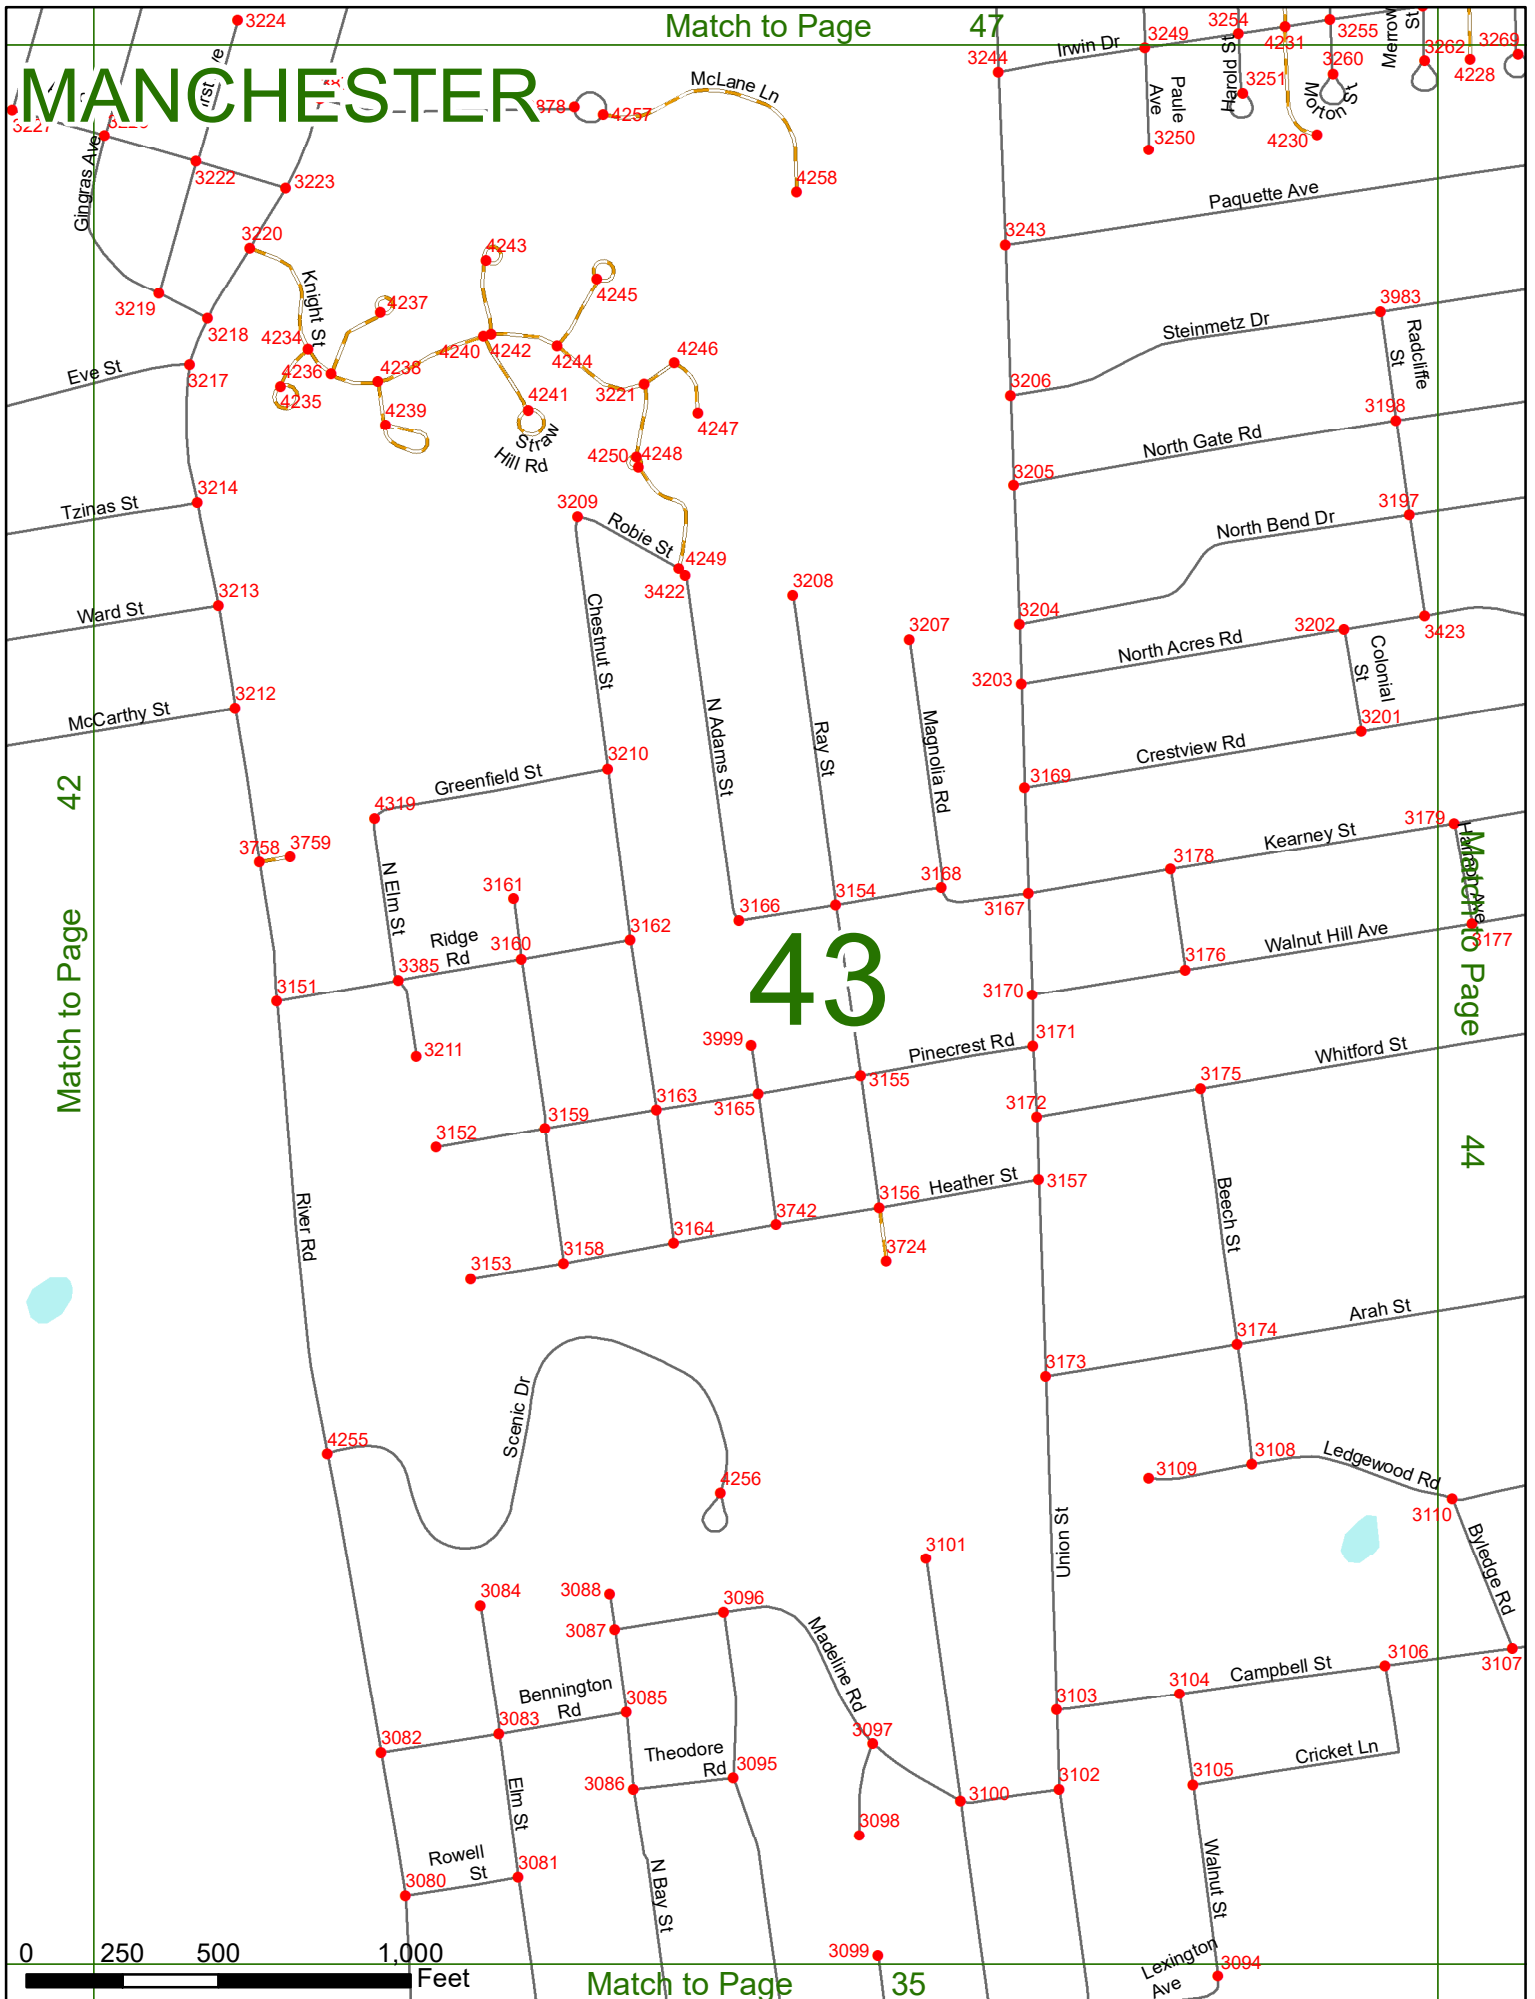 Match to Page 47
MANCHESTER
3224
3254
3249
3255
3244
Irwin Dr
4231
Merrow St
3262
3269
3260
4228
McLane Ln
Harold St
3251
Paule Ave
Morton St
878
4257
3227
3250
4230
Gingras Ave
3222
3223
4258
Paquette Ave
3220
3243
4243
Knight St
4245
3219
4237
3983
3218
Steinmetz Dr
4234
4240
4242
Radcliffe St
Eve St
4236
4238
4244
4246
3217
3221
3206
4235
4241
4239
3198
4247
Straw Hill Rd
North Gate Rd
4250
4248
3205
3214
3209
3197
Tzinas St
Robie St
North Bend Dr
4249
3208
3422
3213
Ward St
Chestnut St
3204
3207
3202
3423
North Acres Rd
Colonial St
3203
3212
McCarthy St
N Adams St
Magnolia Rd
3201
Ray St
Crestview Rd
3210
3169
Greenfield St
42
4319
3179
Kearney St
3758
3759
3178
N Elm St
3161
3168
3154
3166
3167
3177
Ridge Rd
3160
3162
Walnut Hill Ave
3176
43
Match to Page
Match to Page
3385
3151
3170
3171
3999
Pinecrest Rd
Whitford St
3211
3175
3155
3163
3165
3172
3159
3152
44
3157
Heather St
3156
River Rd
3742
Beech St
3164
3158
3724
3153
Arah St
3174
3173
Scenic Dr
4255
3108
Ledgewood Rd
3109
4256
3110
Union St
3101
Byledge Rd
3084
3088
3096
3087
Madeline Rd
3106
3107
Campbell St
3104
Bennington Rd
3085
3103
3083
3082
3097
Theodore Rd
Cricket Ln
3095
3086
3102
3105
3100
Elm St
3098
Rowell St
3081
Walnut St
3080
N Bay St
3099
Lexington Ave
3094
0 250 500 1,000
Feet
Match to Page 35